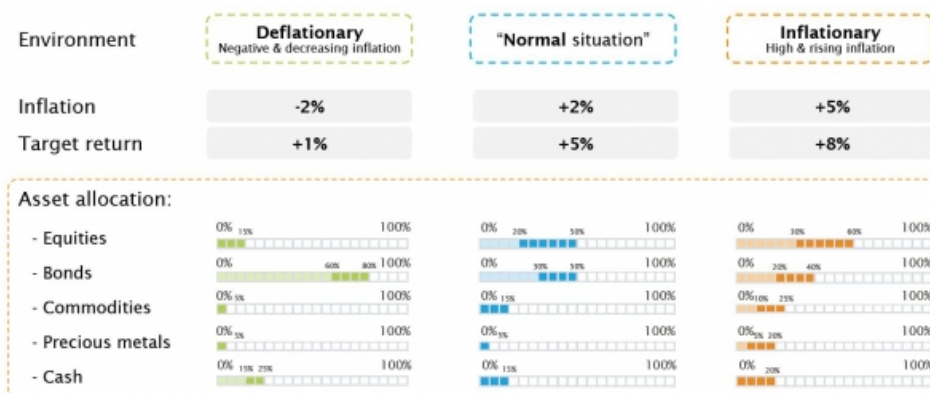 Environment
Deflationary
Negative & decreasing inflation
“Normal situation”
Inflationary
High & rising inflation
Inflation -2% +2% +5%
Target return +1% +5% +8%
Asset allocation:
- Equities 0% 15% 100% 0% 20% 50% 100% 0% 30% 60% 100%
- Bonds 0% 60% 80% 100% 0% 30% 50% 100% 0% 20% 40% 100%
- Commodities 0% 5% 100% 0% 15% 100% 0% 10% 25% 100%
- Precious metals 0% 5% 100% 0% 5% 100% 0% 5% 20% 100%
- Cash 0% 15% 25% 100% 0% 15% 100% 0% 20% 100%